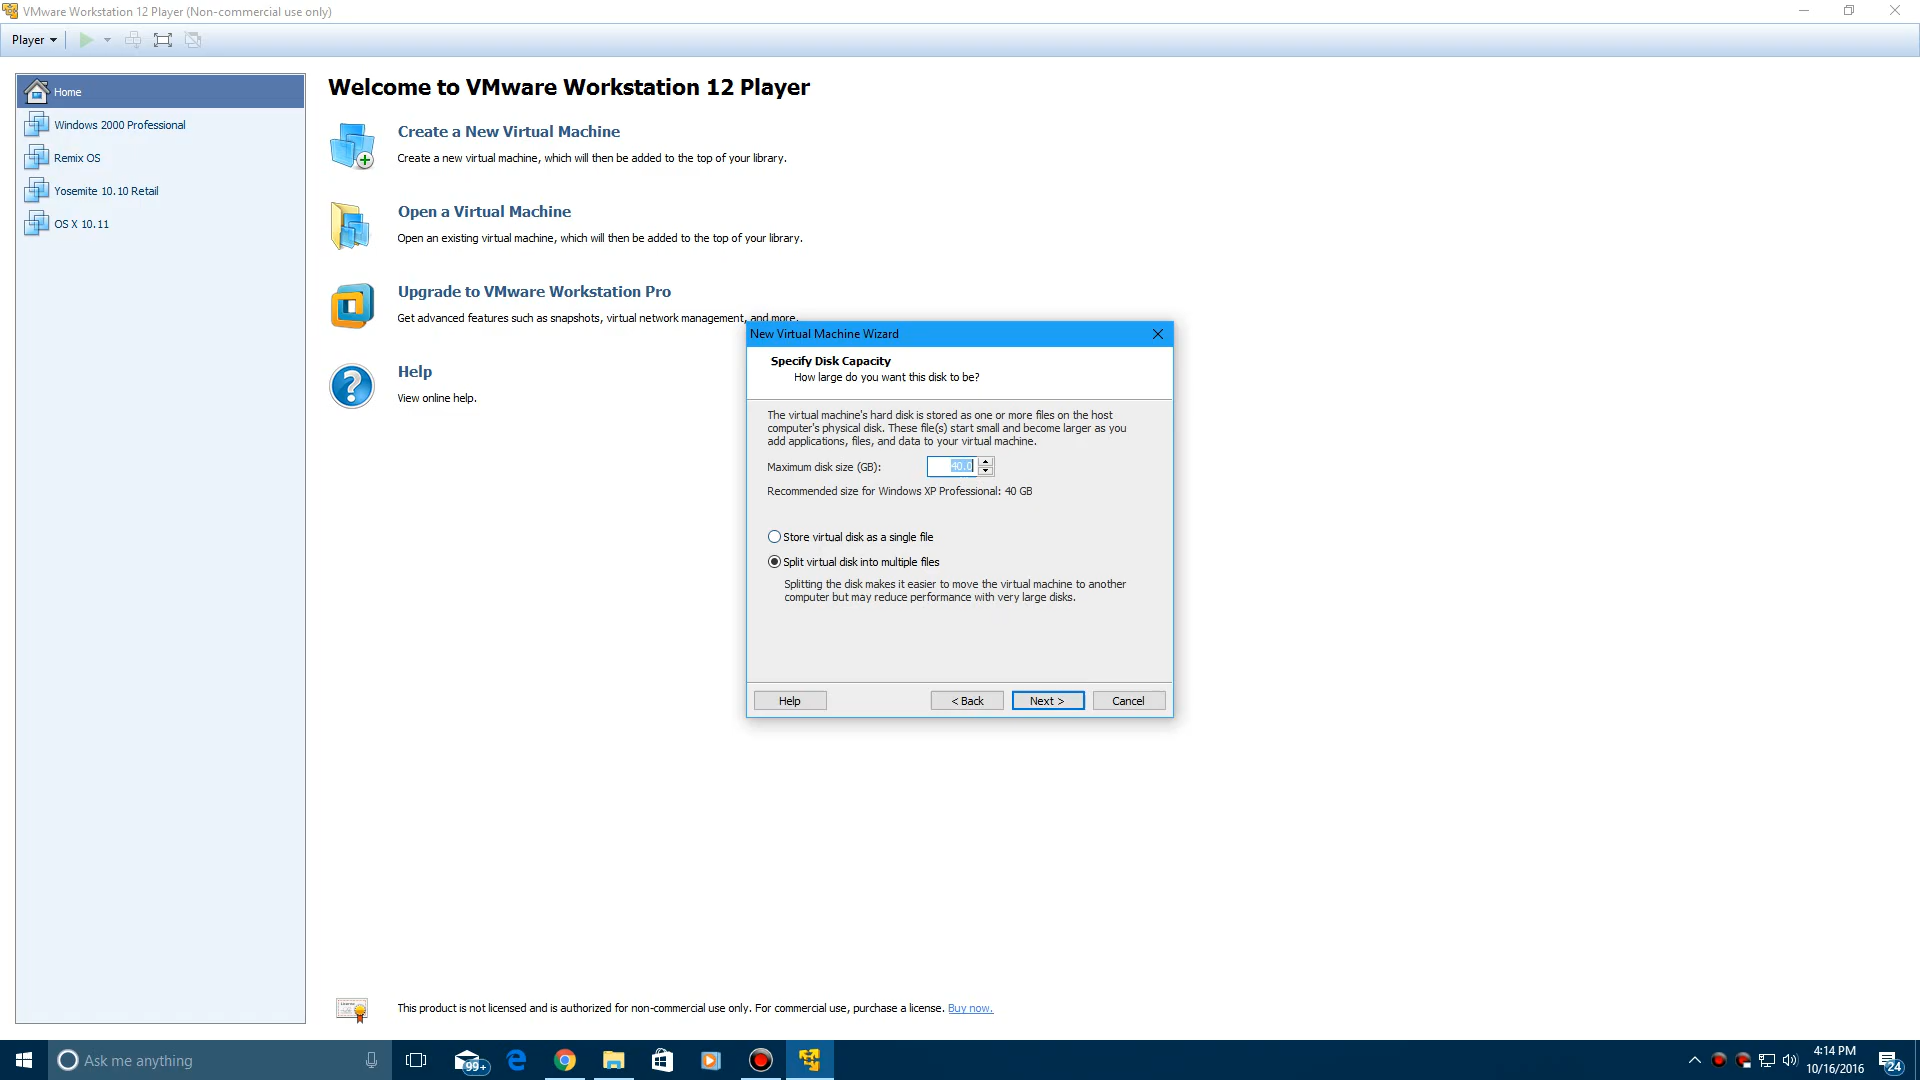 VMware Workstation 12 Player (Non-commercial use only)
Player
Home
Windows 2000 Professional
Remix OS
Yosemite 10.10 Retail
OS X 10.11
Welcome to VMware Workstation 12 Player
Create a New Virtual Machine
Create a new virtual machine, which will then be added to the top of your library.
Open a Virtual Machine
Open an existing virtual machine, which will then be added to the top of your library.
Upgrade to VMware Workstation Pro
Get advanced features such as snapshots, virtual network management, and more.
Help
View online help.
New Virtual Machine Wizard
Specify Disk Capacity
How large do you want this disk to be?
The virtual machine's hard disk is stored as one or more files on the host
computer's physical disk. These file(s) start small and become larger as you
add applications, files, and data to your virtual machine.
Maximum disk size (GB): 40.0
Recommended size for Windows XP Professional: 40 GB
Store virtual disk as a single file
Split virtual disk into multiple files
Splitting the disk makes it easier to move the virtual machine to another
computer but may reduce performance with very large disks.
Help < Back Next > Cancel
This product is not licensed and is authorized for non-commercial use only. For commercial use, purchase a license. Buy now.
Ask me anything
99+
4:14 PM
10/16/2016
24